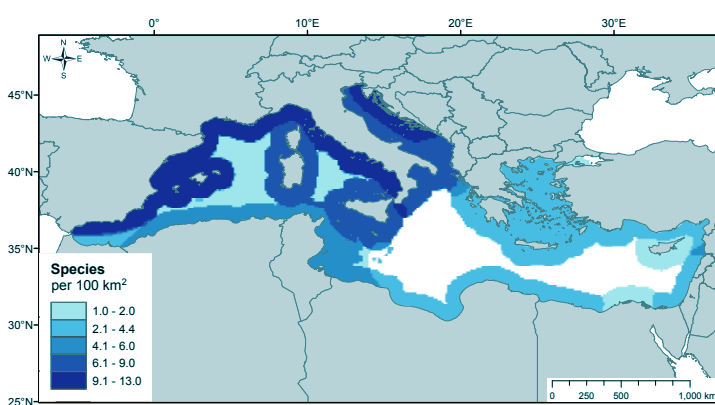 0° 10°E 20°E 30°E
N
W E
S
45°N
40°N
35°N
30°N
25°N
Species
per 100 km²
1.0 - 2.0
2.1 - 4.4
4.1 - 6.0
6.1 - 9.0
9.1 - 13.0
0 250 500 1,000 km